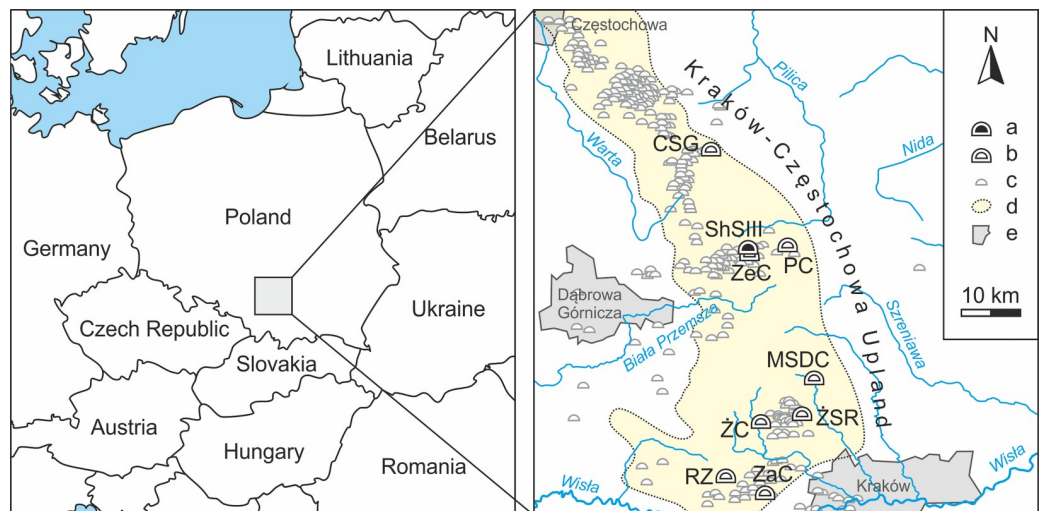 Lithuania
Belarus
Poland
Germany
Ukraine
Czech Republic
Slovakia
Austria
Hungary
Romania
Częstochowa
Kraków-Częstochowa Upland
Pilica
Warta
Nida
CSG
ShSIII
ZeC
PC
Dąbrowa
Górnicza
Biała Przemsza
Szreniawa
MSDC
ŻC
ŻSR
RZ
ZaC
Wisła
Kraków
Wisła
N
a
b
c
d
e
10 km